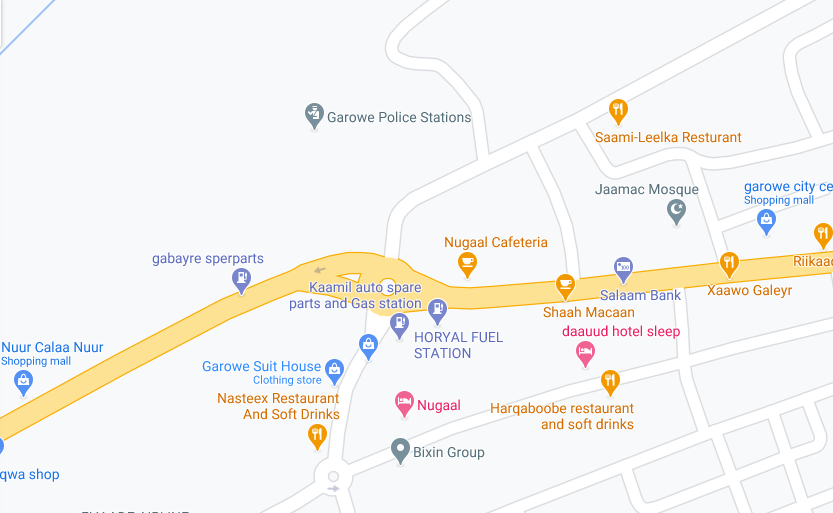 Garowe Police Stations
Saami-Leelka Resturant
Jaamac Mosque
garowe city ce
Shopping mall
Nugaal Cafeteria
gabayre sperparts
Riikaa
Kaamil auto spare
parts and Gas station
Salaam Bank
Xaawo Galeyr
Shaah Macaan
HORYAL FUEL
STATION
daauud hotel sleep
Nuur Calaa Nuur
Shopping mall
Garowe Suit House
Clothing store
Nasteex Restaurant
And Soft Drinks
Nugaal
Harqaboobe restaurant
and soft drinks
Bixin Group
qwa shop